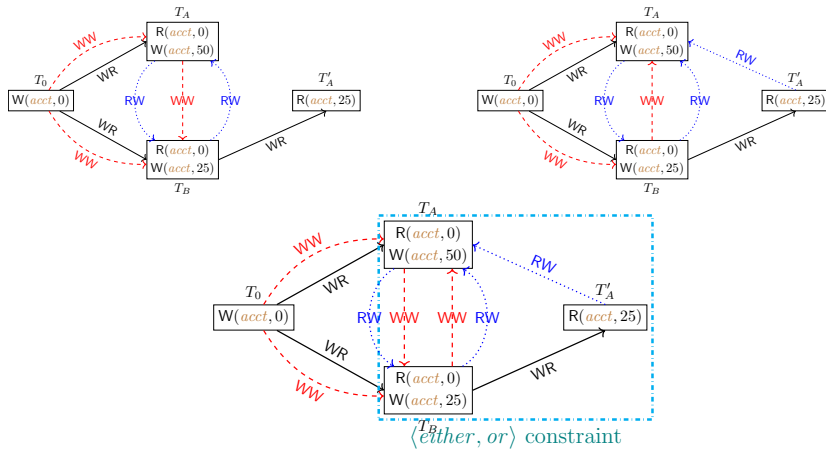 T_A
R(acct, 0)
W(acct, 50)
WW
WR
T_0
W(acct, 0)
RW
WW
RW
T'_A
R(acct, 25)
WR
WW
WR
R(acct, 0)
W(acct, 25)
T_B
T_A
R(acct, 0)
W(acct, 50)
WW
WR
RW
T_0
W(acct, 0)
RW
WW
RW
T'_A
R(acct, 25)
WR
WW
WR
R(acct, 0)
W(acct, 25)
T_B
T_A
R(acct, 0)
W(acct, 50)
WW
WR
RW
T_0
W(acct, 0)
RW
WW
WW
RW
T'_A
R(acct, 25)
WR
WW
WR
R(acct, 0)
W(acct, 25)
T_B
⟨either, or⟩ constraint